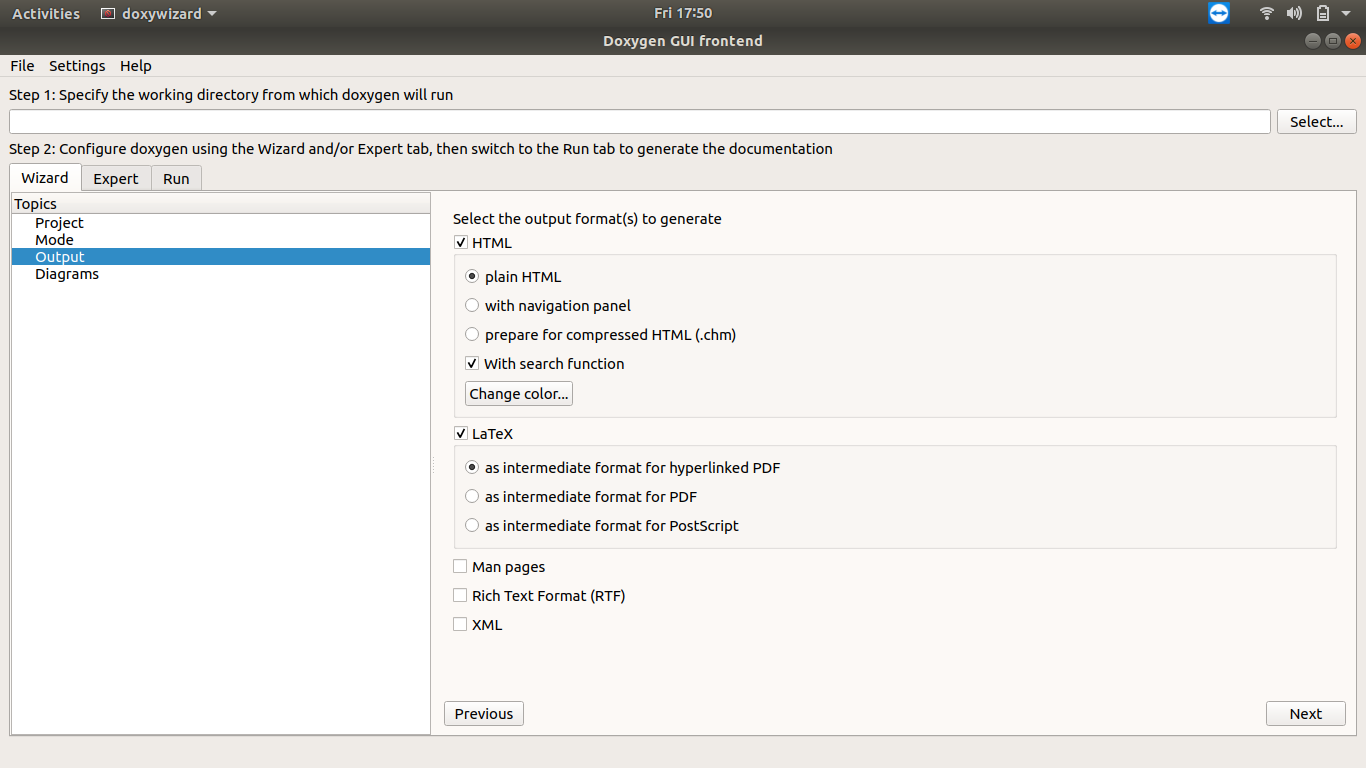 Activities doxywizard Fri 17:50
Doxygen GUI frontend
File Settings Help
Step 1: Specify the working directory from which doxygen will run
Select...
Step 2: Configure doxygen using the Wizard and/or Expert tab, then switch to the Run tab to generate the documentation
Wizard Expert Run
Topics
Project
Mode
Output
Diagrams
Select the output format(s) to generate
HTML
plain HTML
with navigation panel
prepare for compressed HTML (.chm)
With search function
Change color...
LaTeX
as intermediate format for hyperlinked PDF
as intermediate format for PDF
as intermediate format for PostScript
Man pages
Rich Text Format (RTF)
XML
Previous Next